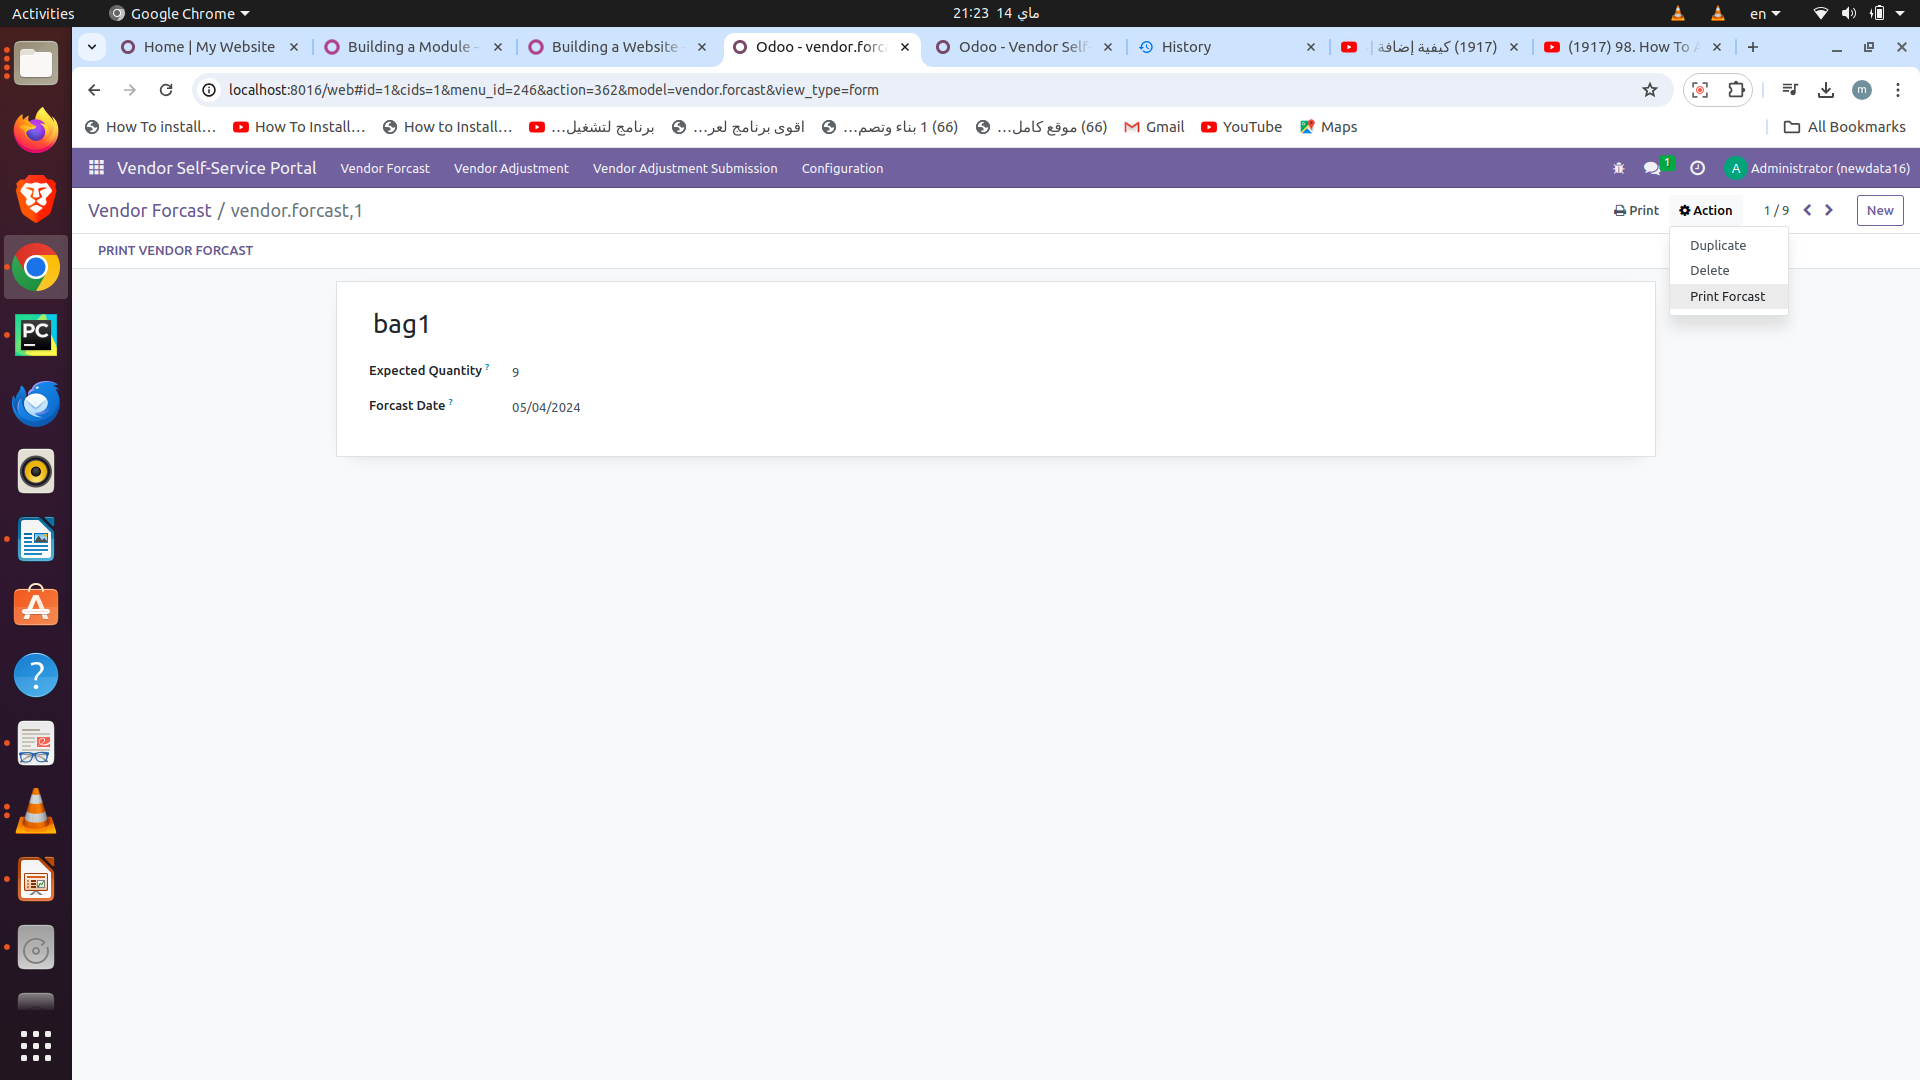 Activities
Google Chrome
21:23 14 ماي
en
Home | My Website
Building a Module -
Building a Website -
Odoo - vendor.forc
Odoo - Vendor Self
History
(1917) كيفية إضافة
(1917) 98. How To A
localhost:8016/web#id=1&cids=1&menu_id=246&action=362&model=vendor.forcast&view_type=form
m
How To install...
How To Install...
How to Install...
برنامج لتشغيل...
اقوى برنامج لعر...
(66) 1 بناء وتصم...
(66) موقع كامل...
Gmail
YouTube
Maps
All Bookmarks
Vendor Self-Service Portal
Vendor Forcast
Vendor Adjustment
Vendor Adjustment Submission
Configuration
1
A
Administrator (newdata16)
Vendor Forcast / vendor.forcast,1
Print
Action
1 / 9
New
PRINT VENDOR FORCAST
Duplicate
Delete
Print Forcast
bag1
Expected Quantity ? 9
Forcast Date ? 05/04/2024
PC
A
?